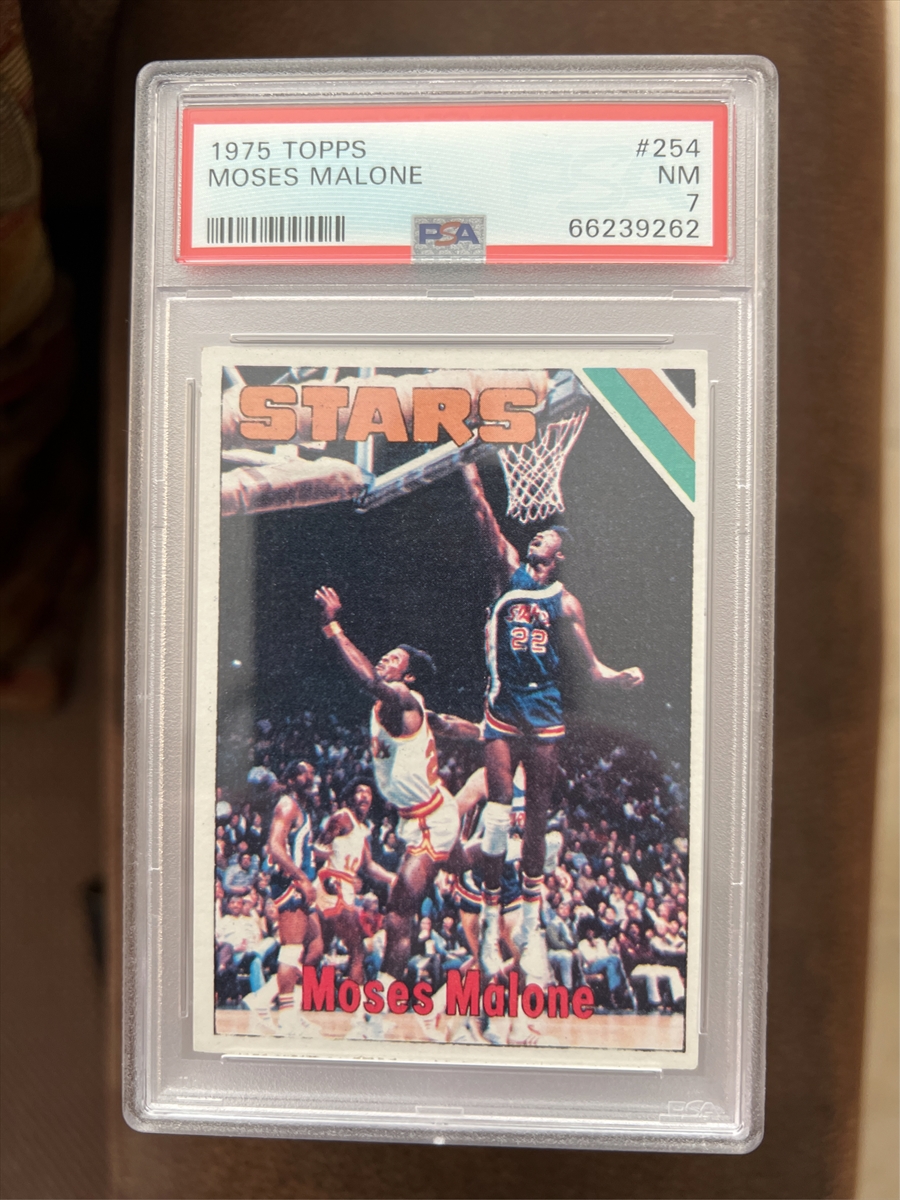 1975 TOPPS #254
MOSES MALONE NM
7
PSA 66239262
STARS
22
Moses Malone